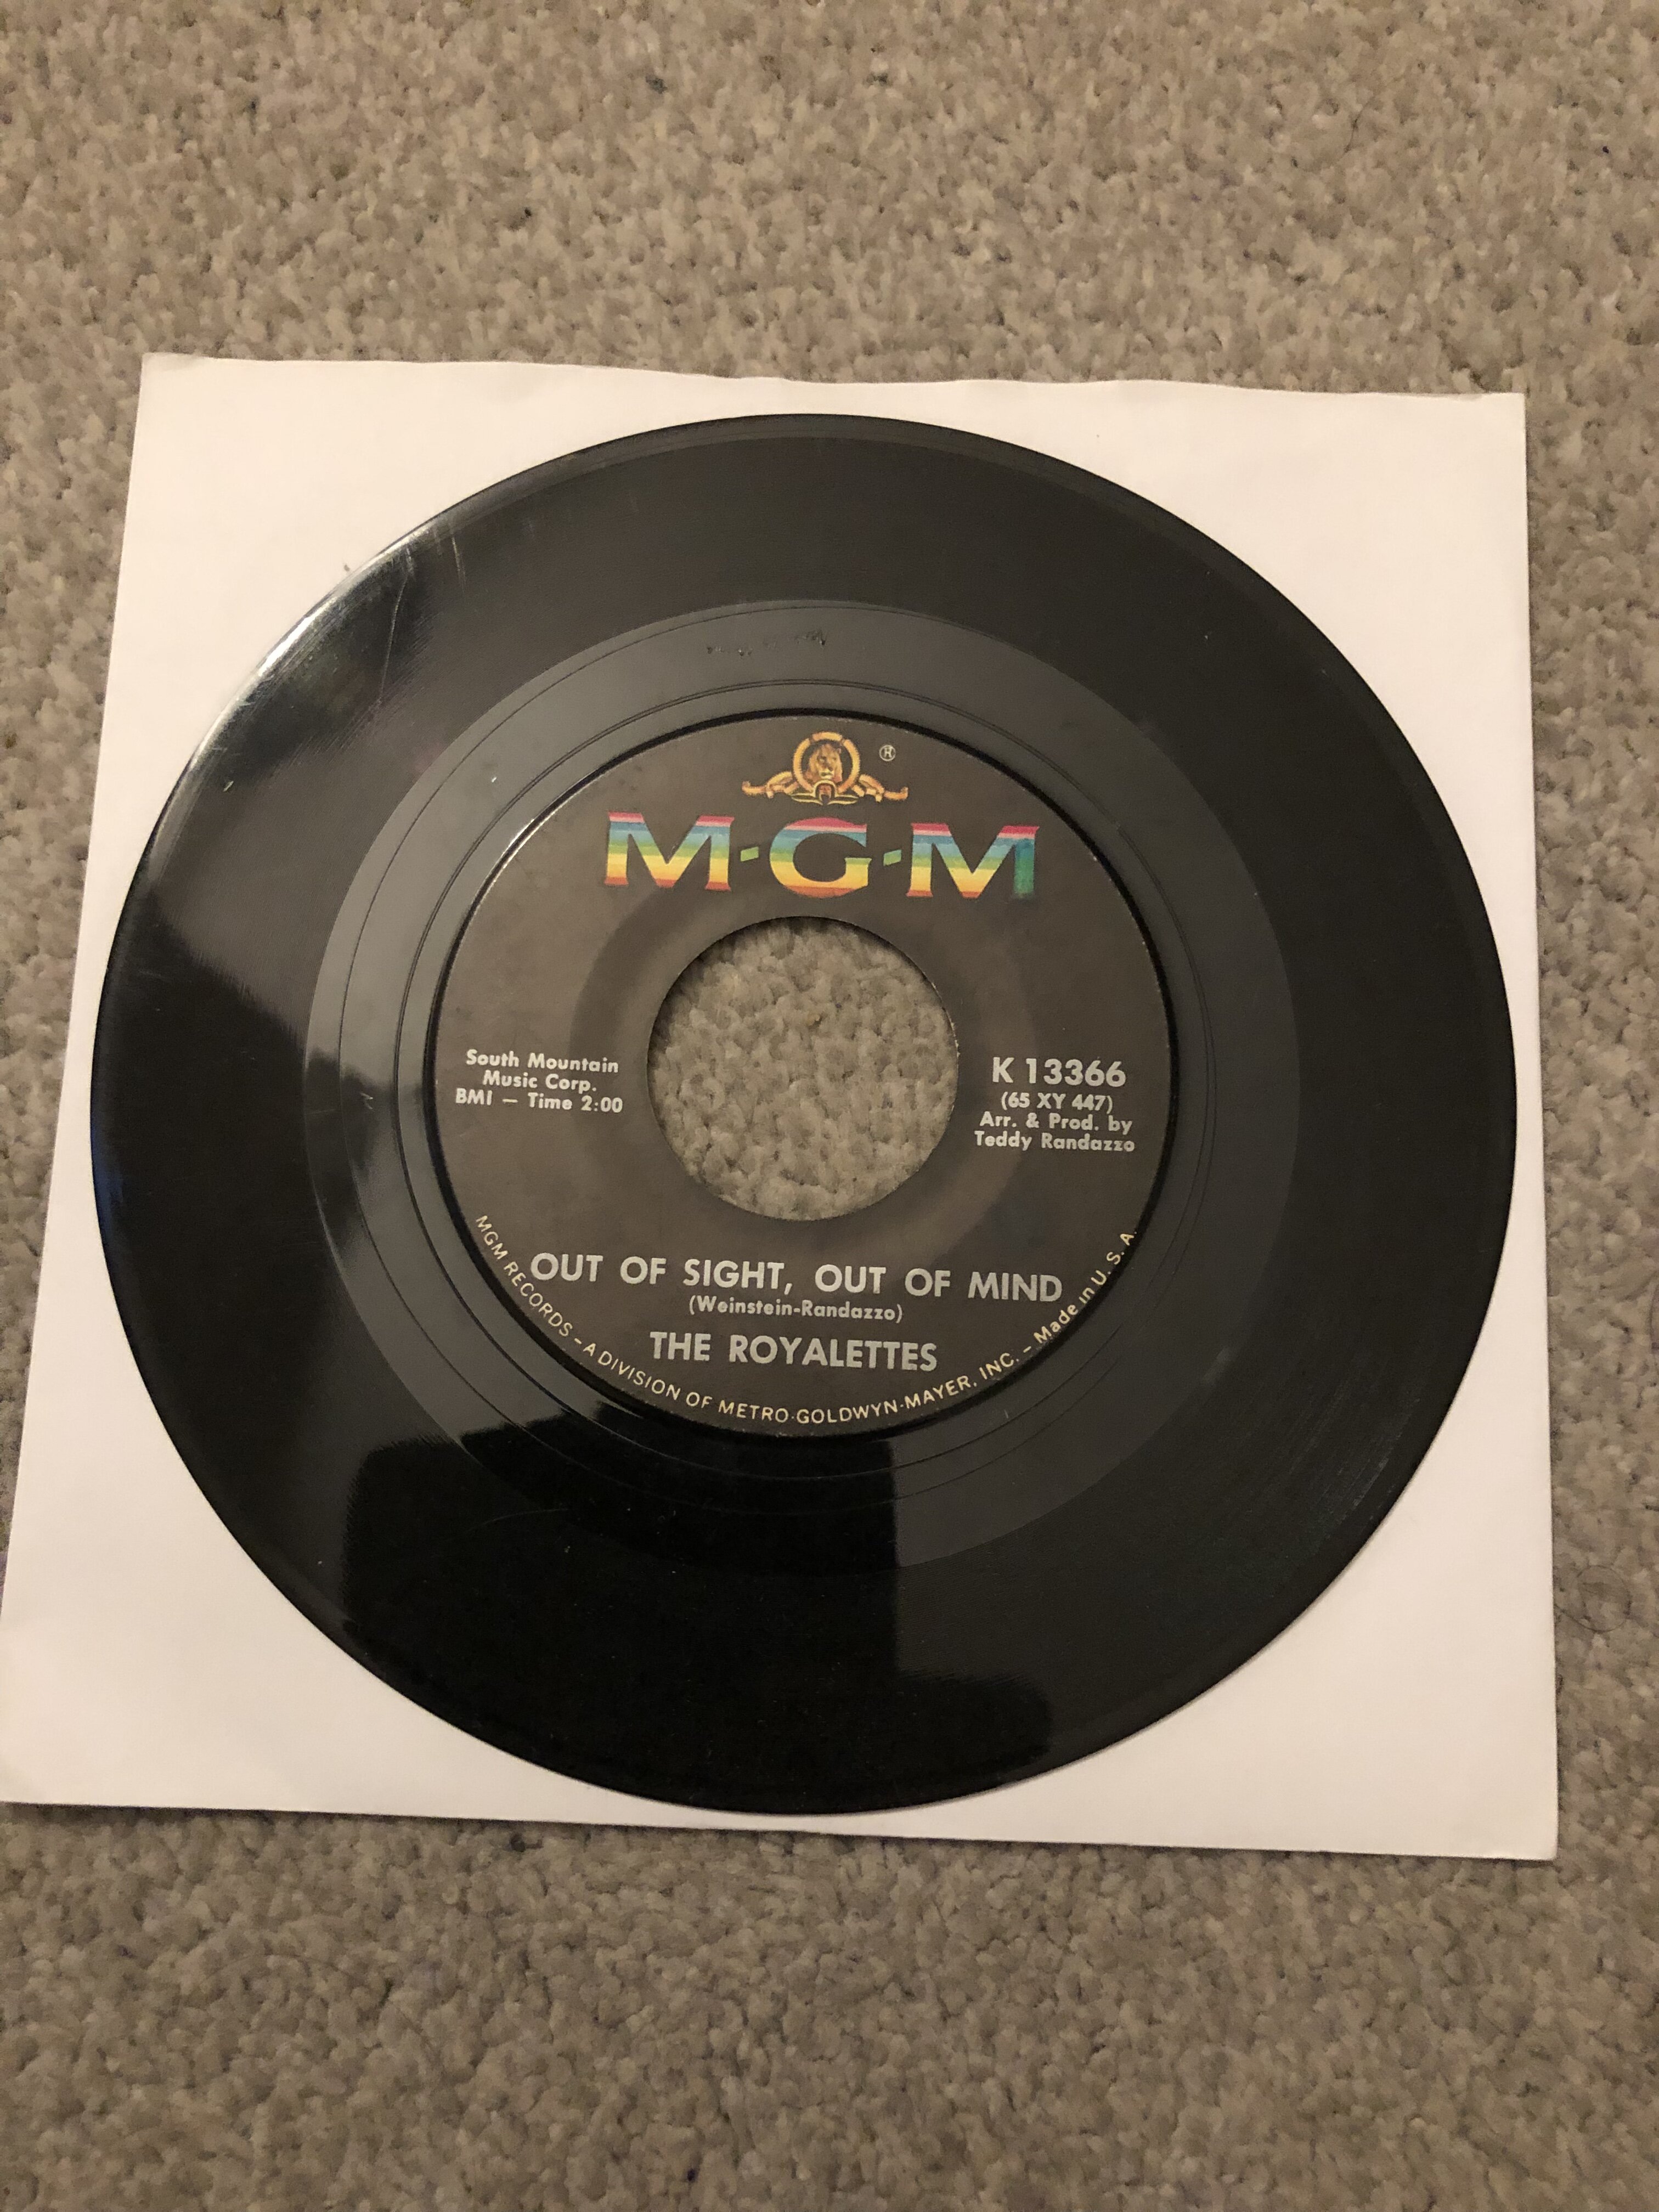 ®
M·G·M
South Mountain
Music Corp.
BMI — Time 2:00
K 13366
(65 XY 447)
Arr. & Prod. by
Teddy Randazzo
OUT OF SIGHT, OUT OF MIND
(Weinstein-Randazzo)
THE ROYALETTES
MGM RECORDS – A DIVISION OF METRO-GOLDWYN-MAYER, INC. – Made in U. S. A.